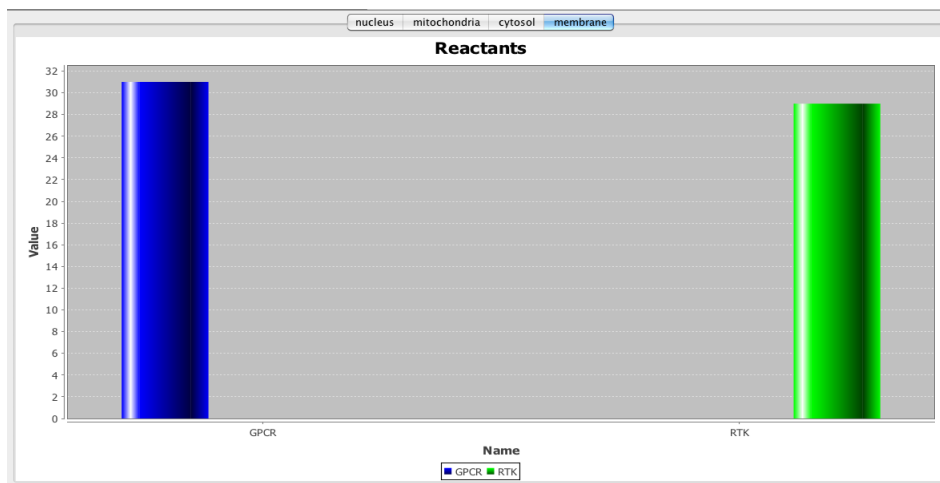 nucleus mitochondria cytosol membrane
Reactants
32
30
28
26
24
22
20
18
16
14
12
10
8
6
4
2
0
Value
GPCR RTK
Name
GPCR RTK